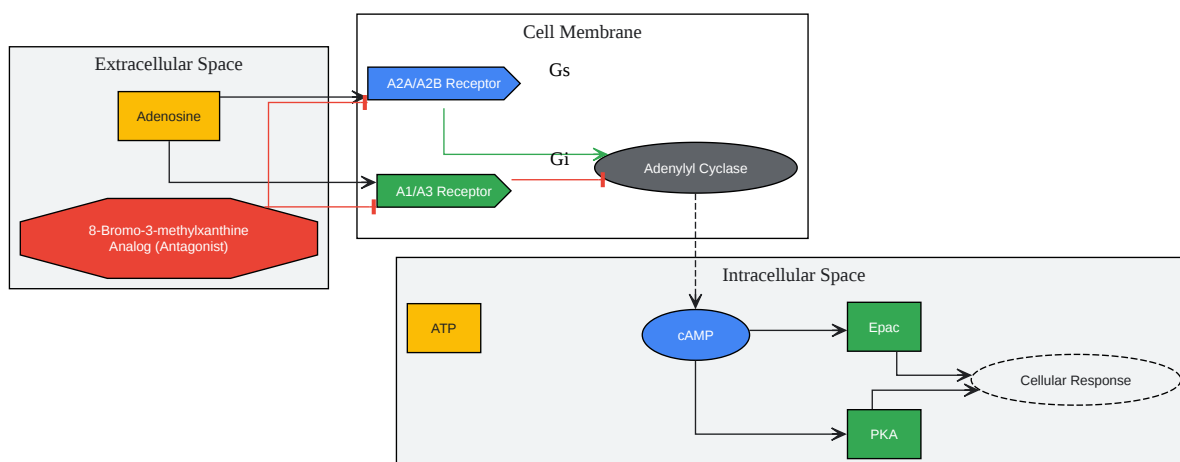 Cell Membrane
Extracellular Space
A2A/A2B Receptor
Gs
Adenosine
Gi
Adenylyl Cyclase
A1/A3 Receptor
8-Bromo-3-methylxanthine
Analog (Antagonist)
Intracellular Space
ATP
cAMP
Epac
Cellular Response
PKA